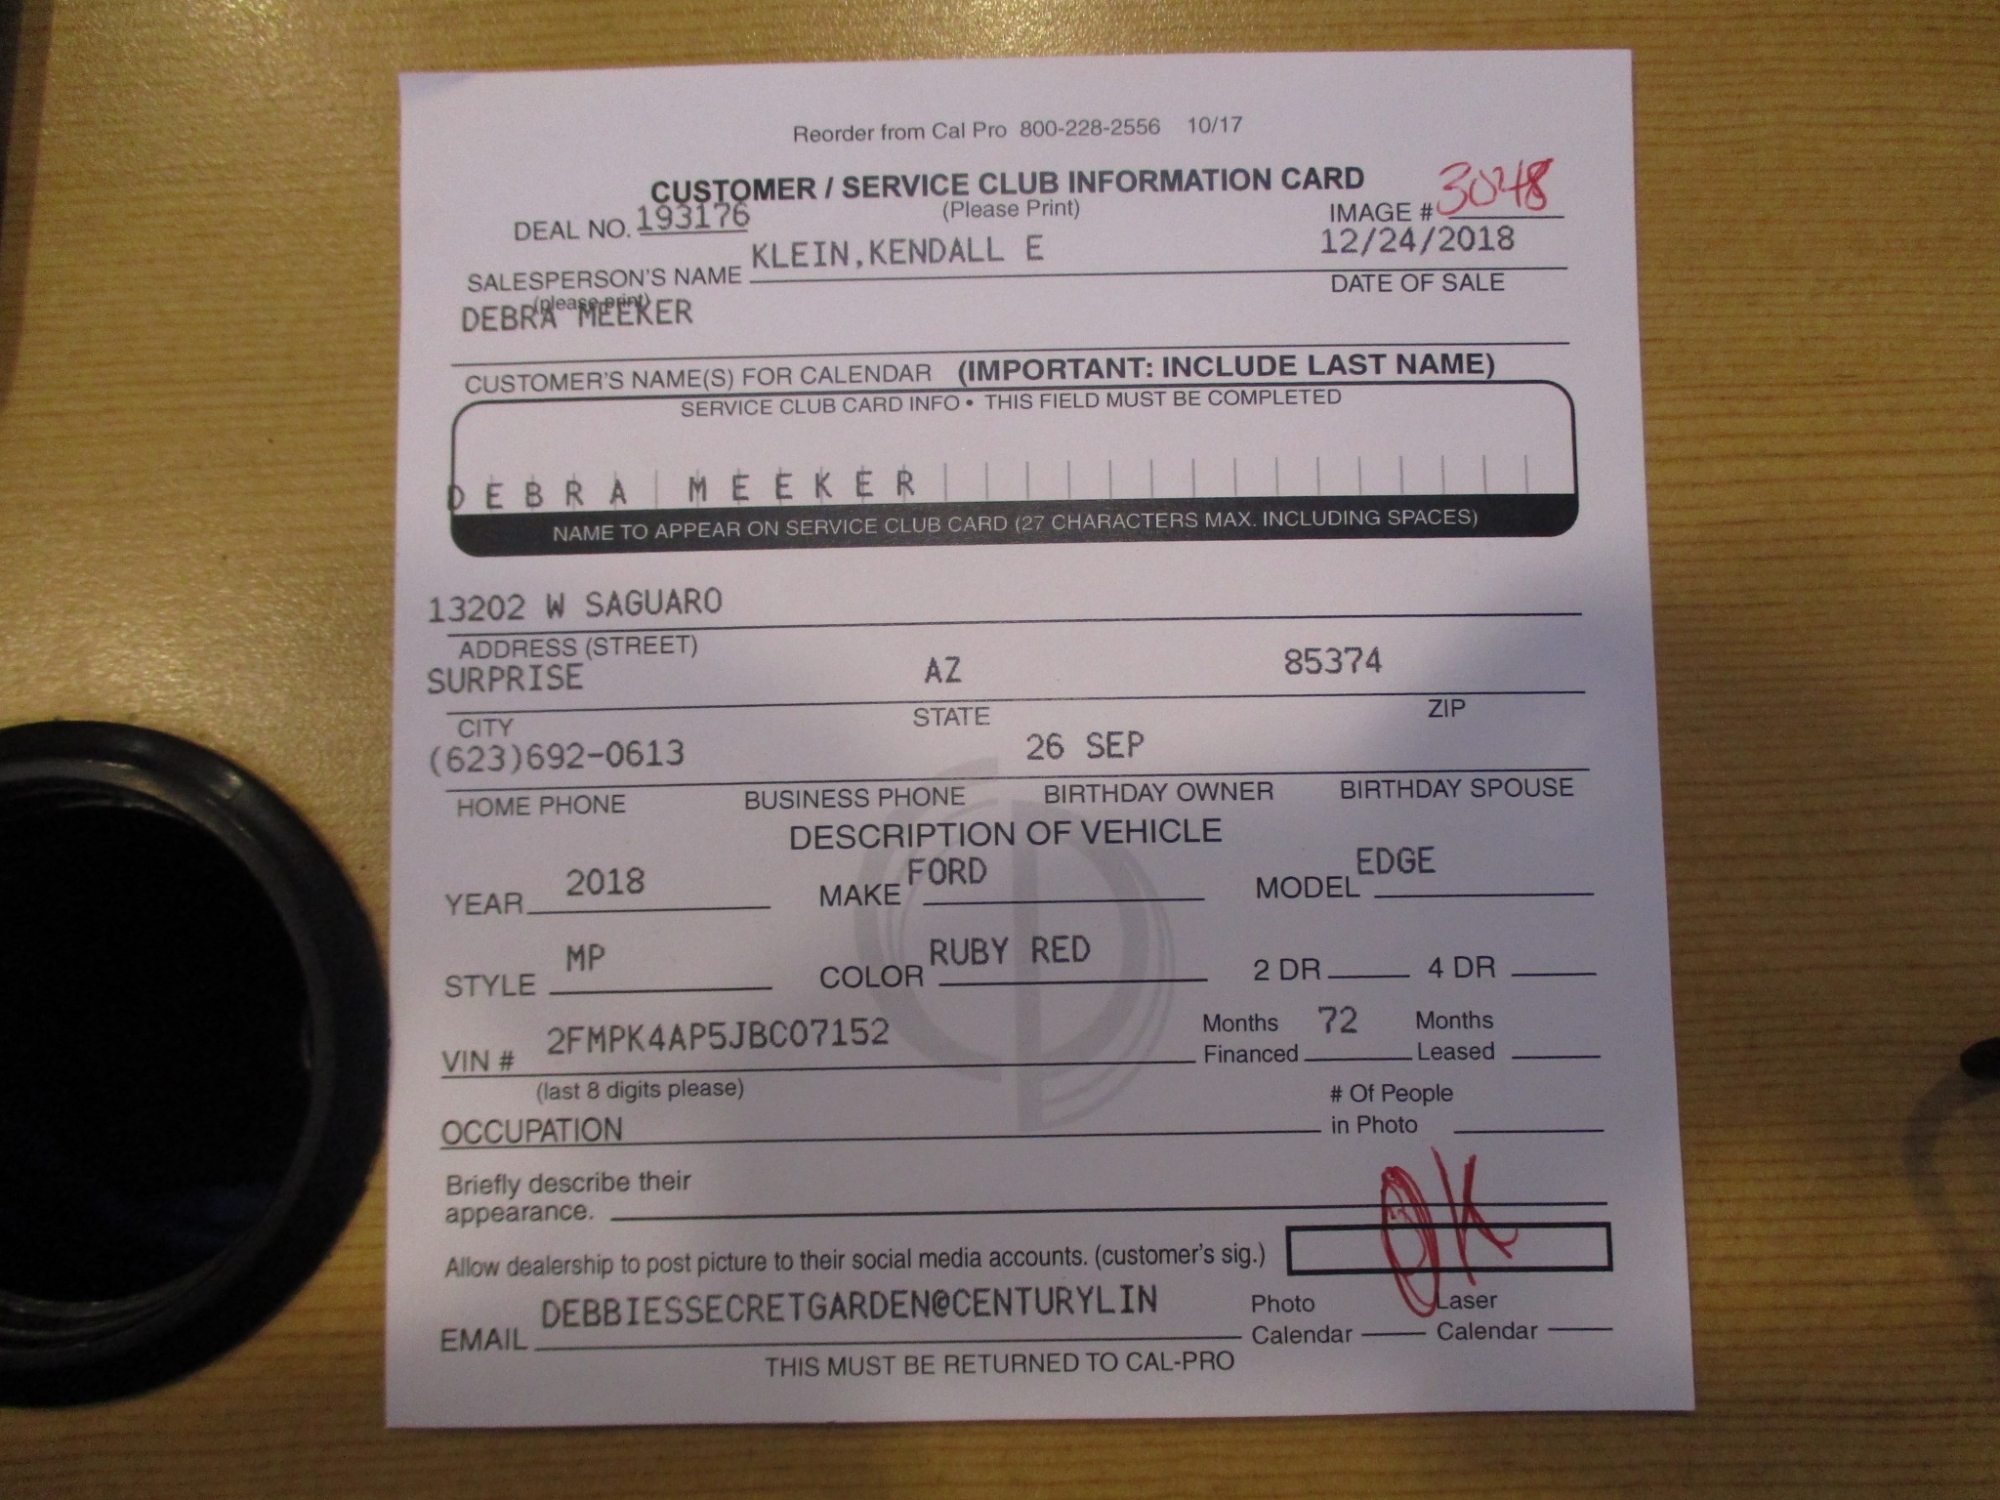 Reorder from Cal Pro 800-228-2556 10/17
CUSTOMER / SERVICE CLUB INFORMATION CARD
(Please Print)
DEAL NO. 193176
IMAGE # 3048
SALESPERSON'S NAME KLEIN,KENDALL E
12/24/2018
(please print)
DATE OF SALE
DEBRA MEEKER
CUSTOMER'S NAME(S) FOR CALENDAR (IMPORTANT: INCLUDE LAST NAME)
SERVICE CLUB CARD INFO • THIS FIELD MUST BE COMPLETED
DEBRA MEEKER
NAME TO APPEAR ON SERVICE CLUB CARD (27 CHARACTERS MAX. INCLUDING SPACES)
13202 W SAGUARO
ADDRESS (STREET)
SURPRISE AZ 85374
CITY STATE ZIP
(623)692-0613 26 SEP
HOME PHONE BUSINESS PHONE BIRTHDAY OWNER BIRTHDAY SPOUSE
DESCRIPTION OF VEHICLE
YEAR 2018 MAKE FORD MODEL EDGE
STYLE MP COLOR RUBY RED 2 DR 4 DR
VIN # 2FMPK4AP5JBC07152 Months Financed 72 Months Leased
(last 8 digits please)
OCCUPATION # Of People in Photo
Briefly describe their
appearance.
Allow dealership to post picture to their social media accounts. (customer's sig.) OK
EMAIL DEBBIESSECRETGARDEN@CENTURYLIN Photo Calendar Laser Calendar
THIS MUST BE RETURNED TO CAL-PRO